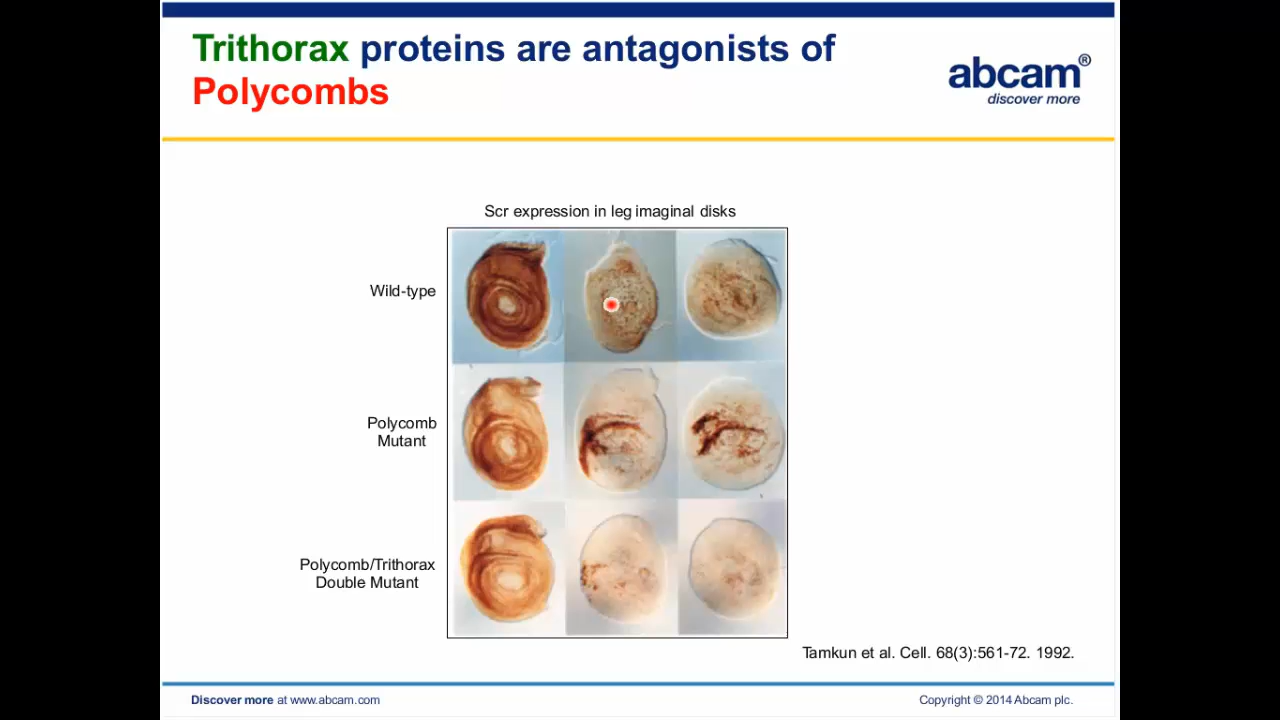 Trithorax proteins are antagonists of
Polycombs
abcam®
discover more
Scr expression in leg imaginal disks
Wild-type
Polycomb
Mutant
Polycomb/Trithorax
Double Mutant
Tamkun et al. Cell. 68(3):561-72. 1992.
Discover more at www.abcam.com
Copyright © 2014 Abcam plc.